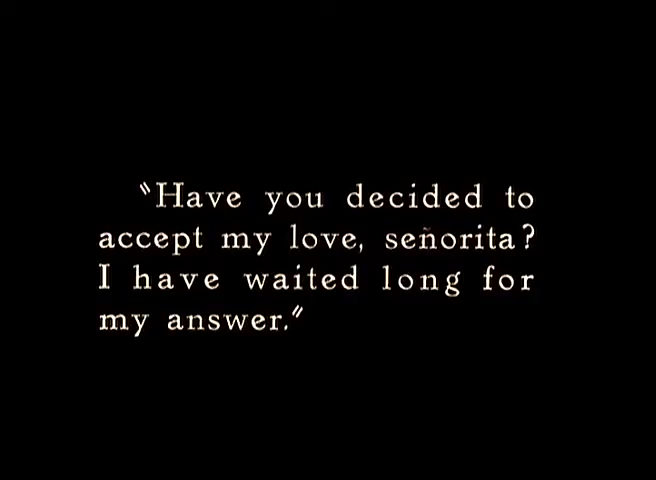 "Have you decided to
accept my love, señorita?
I have waited long for
my answer."